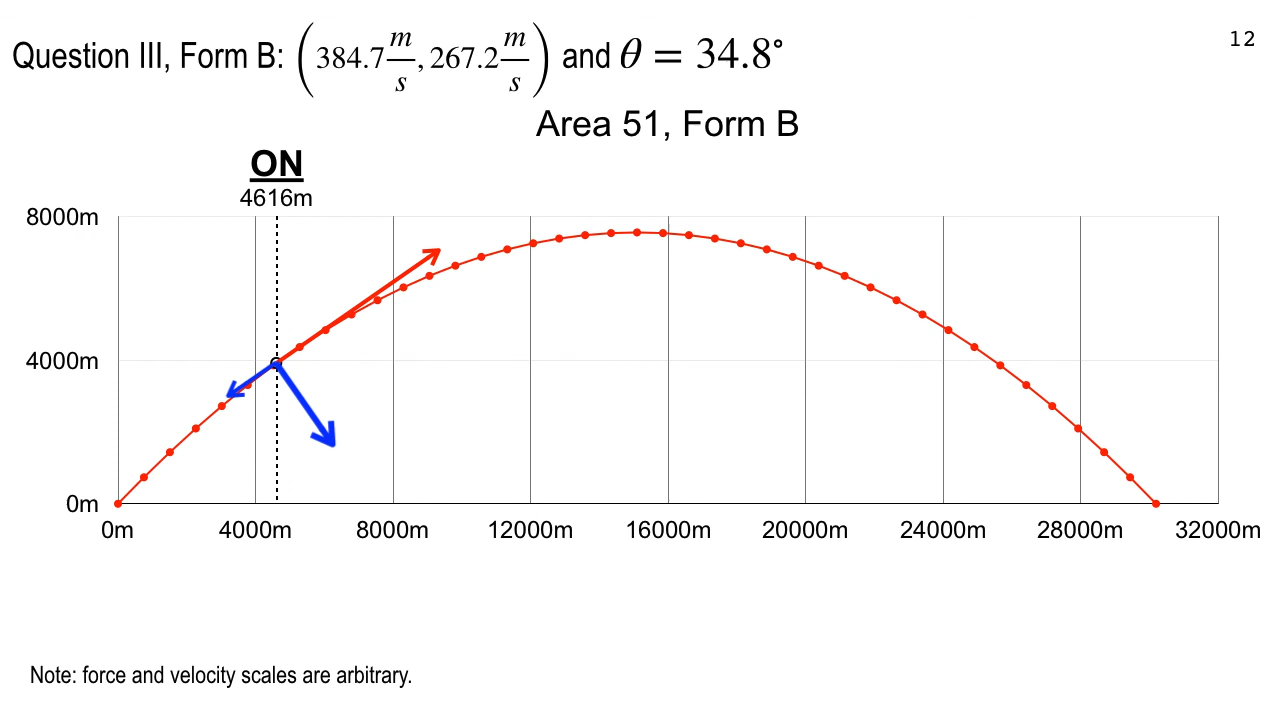 Question III, Form B: (384.7 m/s, 267.2 m/s) and θ = 34.8°
12
Area 51, Form B
ON
4616m
8000m
4000m
0m
0m 4000m 8000m 12000m 16000m 20000m 24000m 28000m 32000m
Note: force and velocity scales are arbitrary.